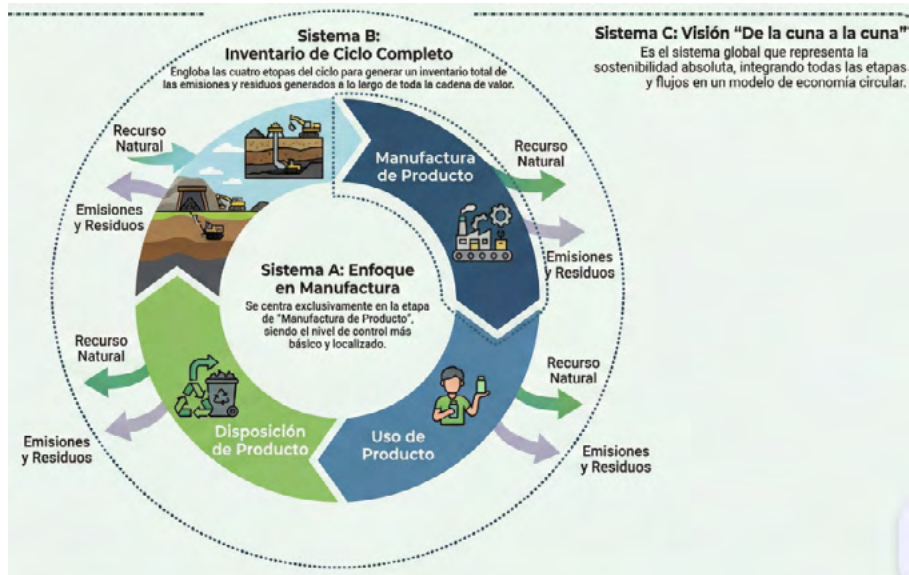 Sistema B:
Inventario de Ciclo Completo
Engloba las cuatro etopas del ciclo para generar un inventario total de
las emisiones y residuos generados a lo largo de toda la cadena de valor.
Sistema C: Visión “De la cuna a la cuna”
Es el sistema global que representa la
sostenibilidad absoluta, integrando todas las etapas
y flujos en un modelo de economía circular.
Recurso
Natural
Emisiones
y Residuos
Manufactura
de Producto
Recurso
Natural
Emisiones
y Residuos
Sistema A: Enfoque
en Manufactura
Se centra exclusivamente en la etapa
de “Manufactura de Producto”,
siendo el nivel de control más
básico y localizado.
Recurso
Natural
Emisiones
y Residuos
Disposición
de Producto
Uso de
Producto
Recurso
Natural
Emisiones
y Residuos